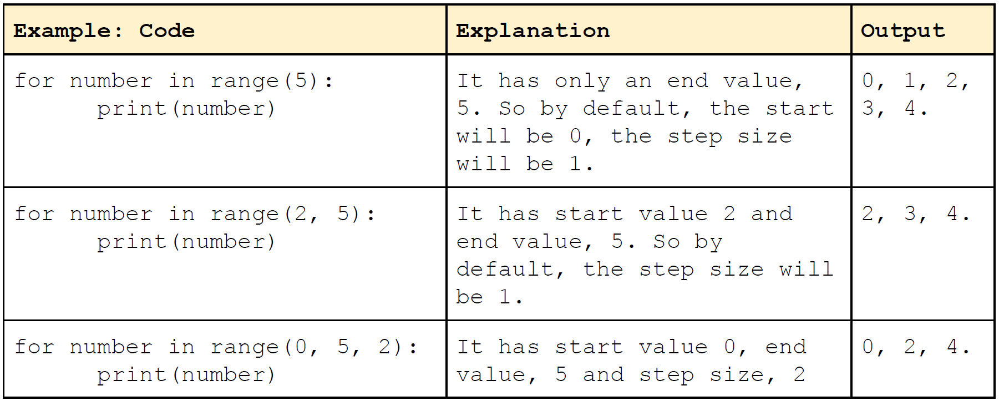 Example: Code
Explanation
Output
for number in range(5):
print(number)
It has only an end value,
5. So by default, the start
will be 0, the step size
will be 1.
0, 1, 2,
3, 4.
for number in range(2, 5):
print(number)
It has start value 2 and
end value, 5. So by
default, the step size will
be 1.
2, 3, 4.
for number in range(0, 5, 2):
print(number)
It has start value 0, end
value, 5 and step size, 2
0, 2, 4.